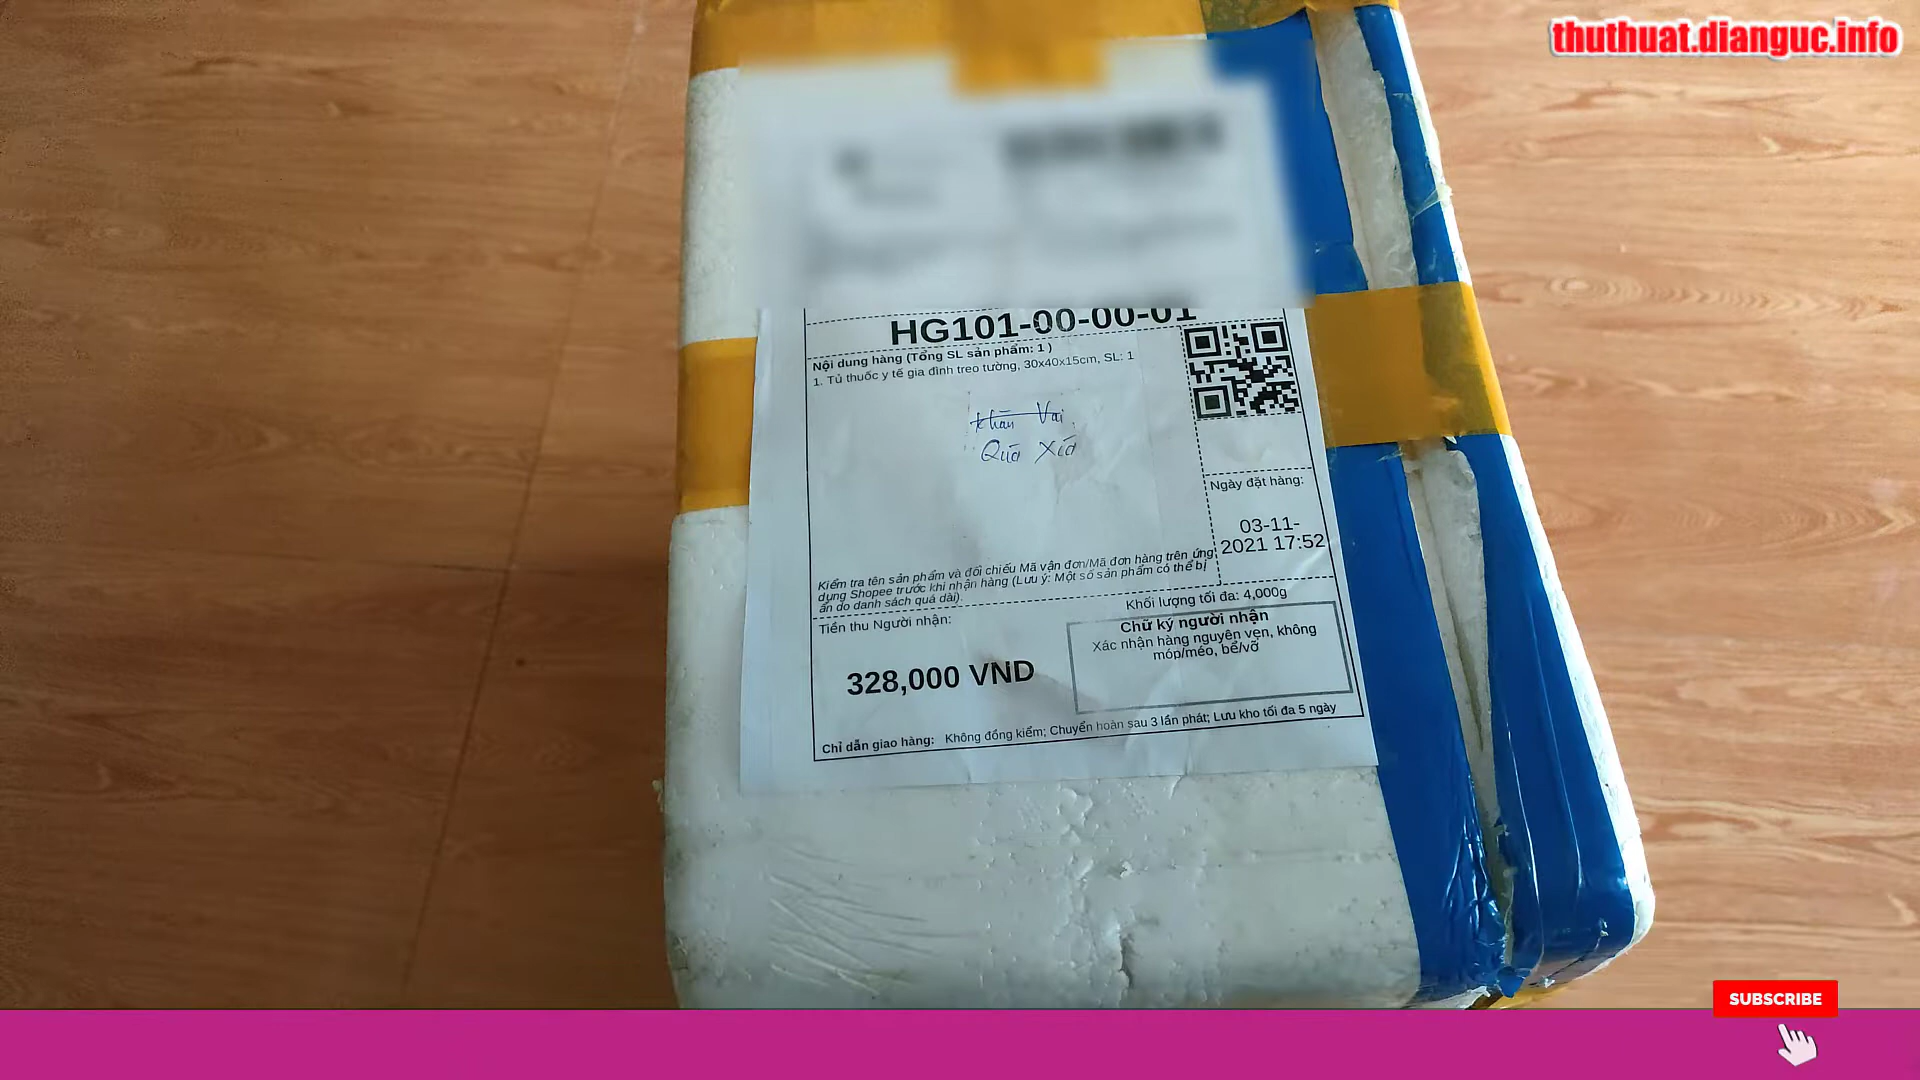 thuthuat.dianguc.info
HG101-00-00-01
Nội dung hàng (Tổng SL sản phẩm: 1 )
1. Tủ thuốc y tế gia đình treo tường, 30x40x15cm, SL: 1
Ngày đặt hàng:
03-11-
2021 17:52
Kiểm tra tên sản phẩm và đối chiếu Mã vận đơn/Mã đơn hàng trên ứng
dụng Shopee trước khi nhận hàng (Lưu ý: Một số sản phẩm có thể bị
ẩn do danh sách quá dài).
Tiền thu Người nhận:
Khối lượng tối đa: 4,000g
328,000 VND
Chữ ký người nhận
Xác nhận hàng nguyên vẹn, không
móp/méo, bể/vỡ
Chỉ dẫn giao hàng: Không đồng kiểm; Chuyển hoàn sau 3 lần phát; Lưu kho tối đa 5 ngày
SUBSCRIBE